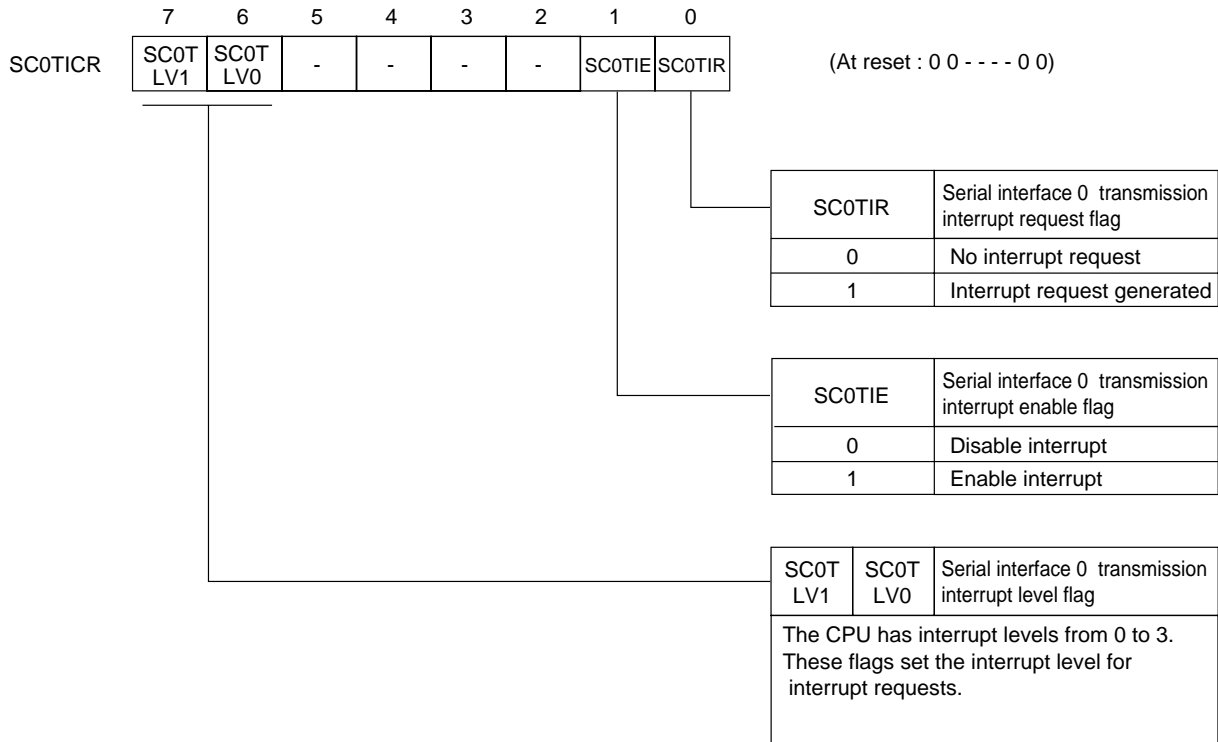 7 6 5 4 3 2 1 0
SC0TICR SC0T LV1 SC0T LV0 - - - - SC0TIE SC0TIR (At reset : 0 0 - - - - 0 0)
SC0TIR Serial interface 0 transmission interrupt request flag
0 No interrupt request
1 Interrupt request generated
SC0TIE Serial interface 0 transmission interrupt enable flag
0 Disable interrupt
1 Enable interrupt
SC0T LV1 SC0T LV0 Serial interface 0 transmission interrupt level flag
The CPU has interrupt levels from 0 to 3.
These flags set the interrupt level for
interrupt requests.